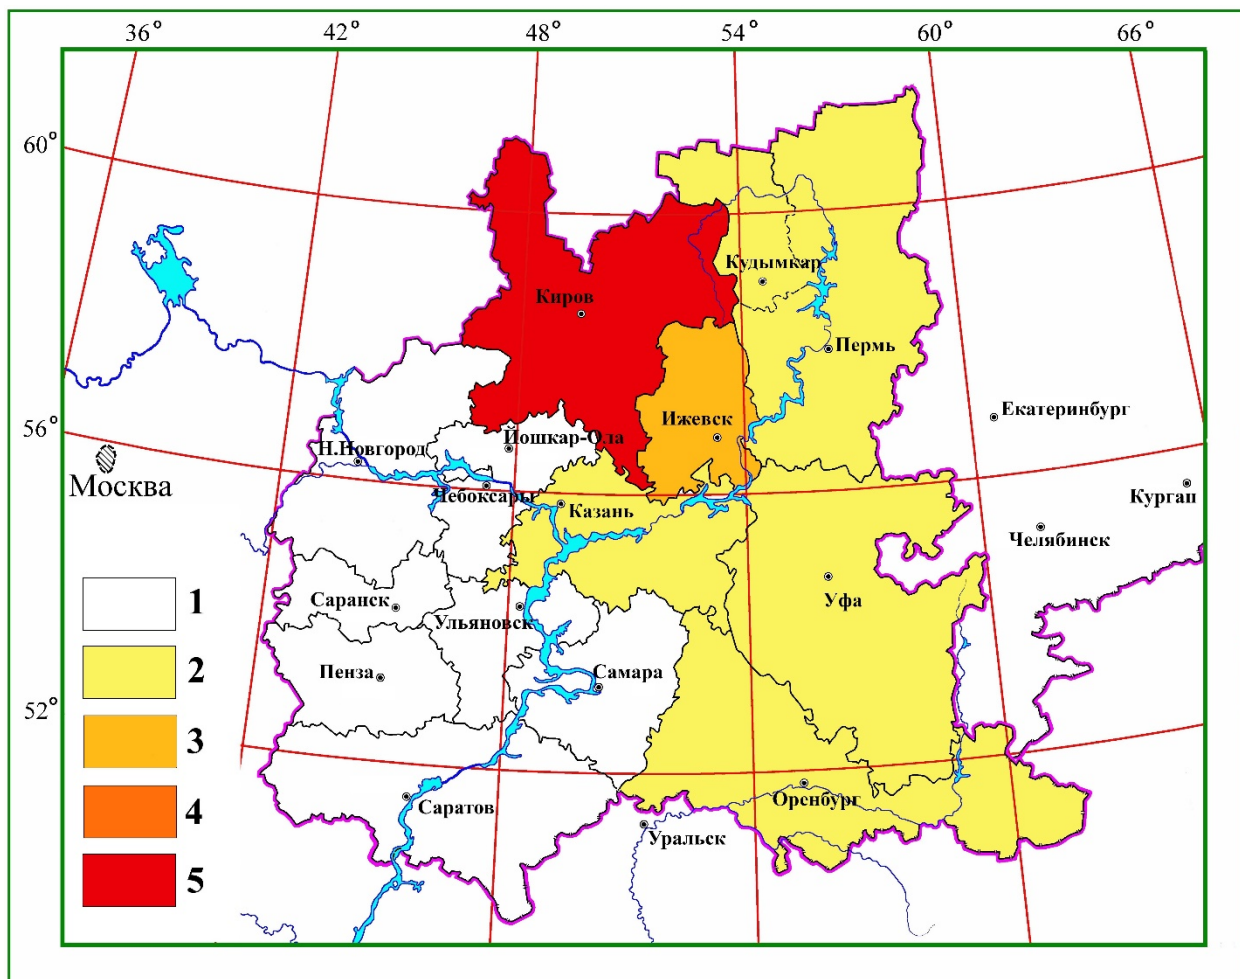 36° 42° 48° 54° 60° 66°
60°
Кудымкар
Киров
Пермь
Екатеринбург
Ижевск
56°
Йошкар-Ола
Н.Новгород
Москва
Чебоксары
Казань
Курган
Челябинск
1
Саранск
Ульяновск
Уфа
2
Пенза
Самара
52°
3
Саратов
Оренбург
4
Уральск
5